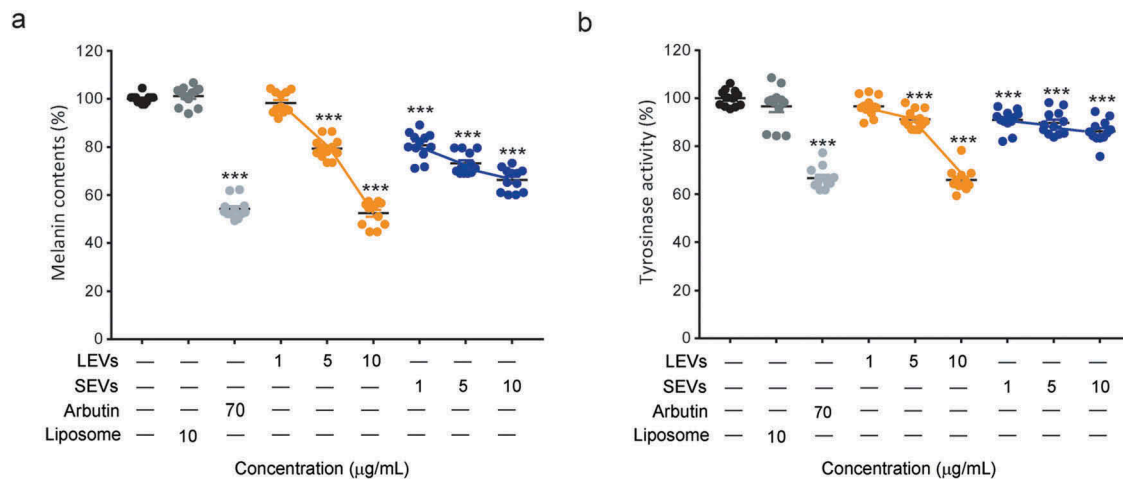 a
Melanin contents (%)
120
100
80
60
40
20
0
***
***
***
***
***
***
LEVs — — — 1 5 10 — — —
SEVs — — — — — — 1 5 10
Arbutin — — 70 — — — — — —
Liposome — 10 — — — — — — —
Concentration (μg/mL)
b
Tyrosinase activity (%)
120
100
80
60
40
20
0
***
***
***
***
***
***
LEVs — — — 1 5 10 — — —
SEVs — — — — — — 1 5 10
Arbutin — — 70 — — — — — —
Liposome — 10 — — — — — — —
Concentration (μg/mL)